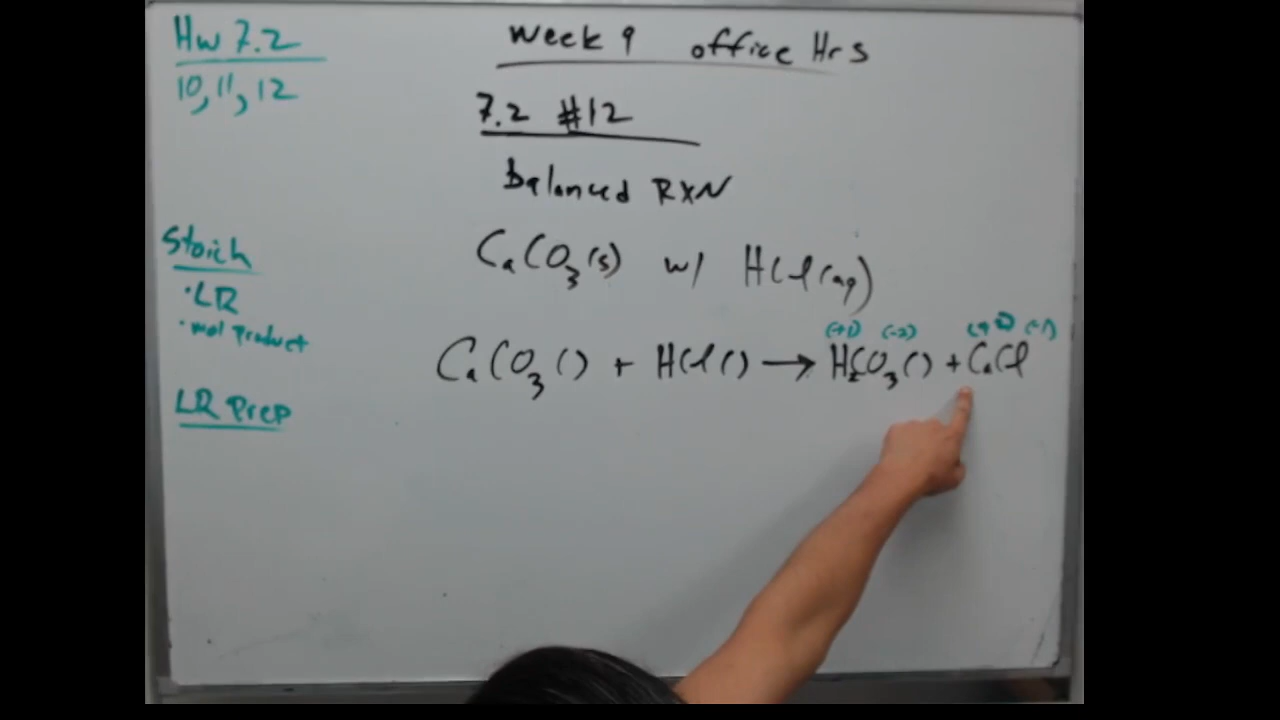 Hw 7.2
10, 11, 12
Week 9 office Hrs
7.2 #12
balanced RXN
CaCO3(s) w/ HCl(aq)
Stoich
·LR
·mol product
LR Prep
(+1) (-2) (-1)
CaCO3() + HCl() → H2CO3() + CaCl